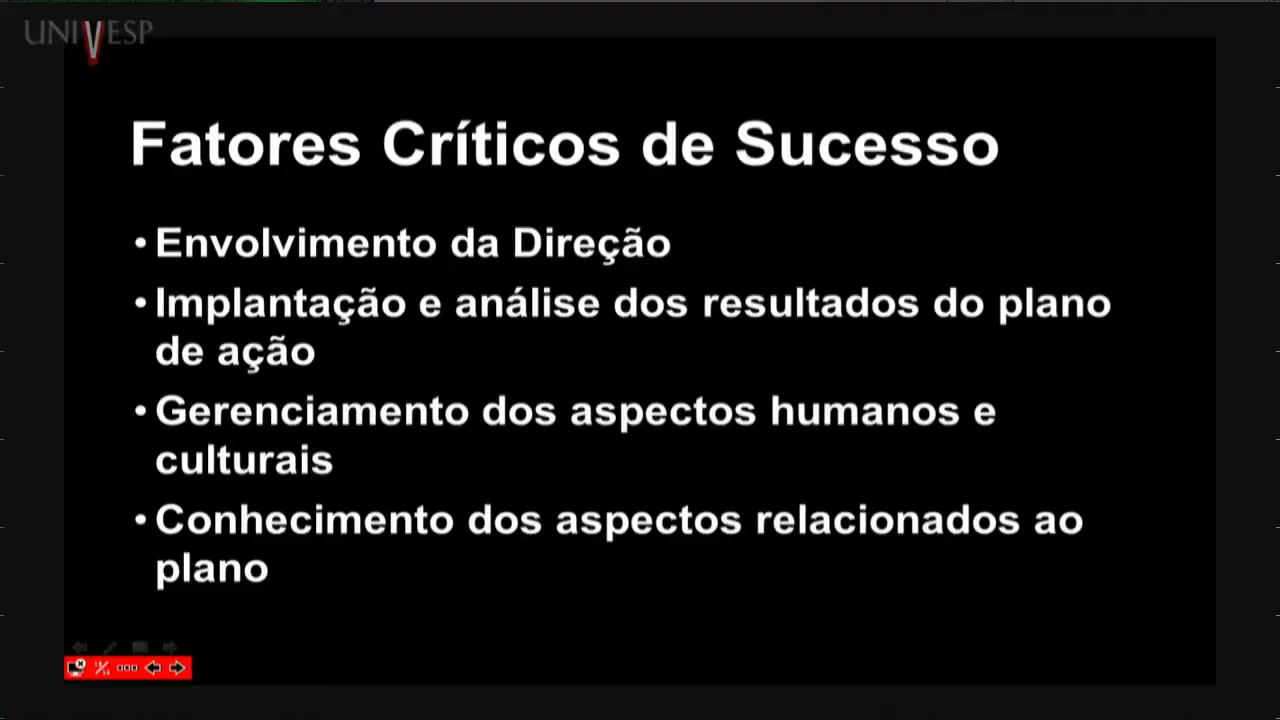 UNIVESP
Fatores Críticos de Sucesso
• Envolvimento da Direção
• Implantação e análise dos resultados do plano
de ação
• Gerenciamento dos aspectos humanos e
culturais
• Conhecimento dos aspectos relacionados ao
plano